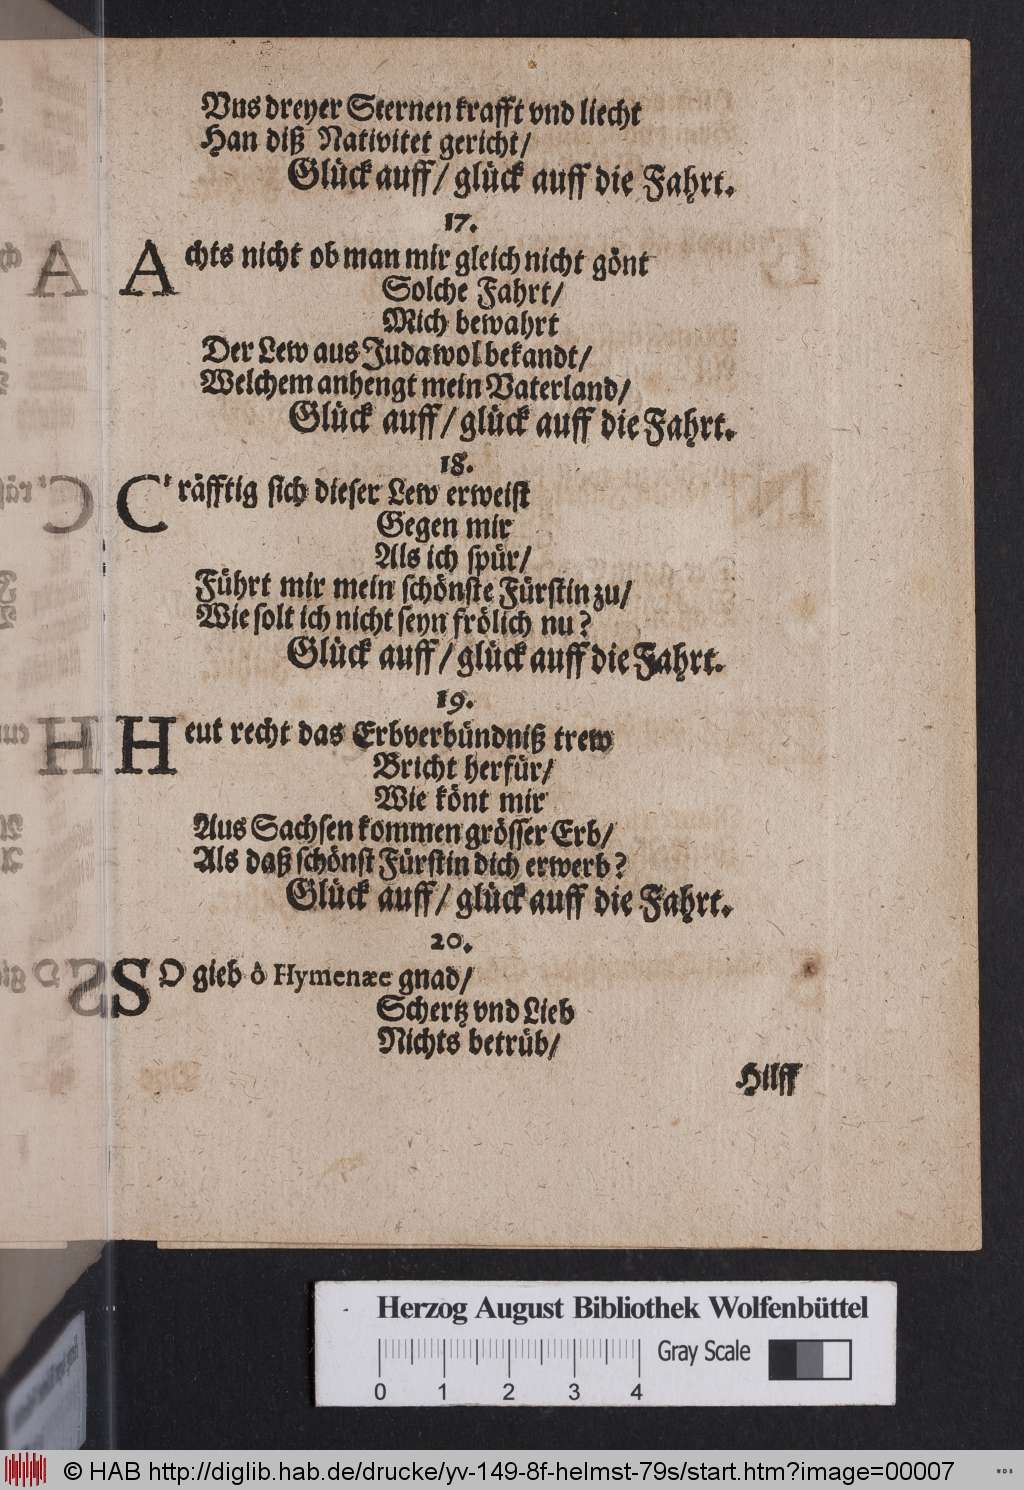 Vns dreyer Sternen krafft vnd liecht
Han diß Nativitet gericht/
Glück auff/ glück auff die Fahrt.
17.
Achts nicht ob man mir gleich nicht gönt
Solche Fahrt/
Mich bewahrt
Der Lew aus Juda wol bekandt/
Welchem anhengt mein Vaterland/
Glück auff/ glück auff die Fahrt.
18.
C'räfftig sich dieser Lew erweist
Gegen mir
Als ich spür/
Führt mir mein schönste Fürstin zu/
Wie solt ich nicht seyn frölich nu?
Glück auff/ glück auff die Fahrt.
19.
Heut recht das Erbverbündniß trew
Bricht herfür/
Wie könt mir
Aus Sachsen kommen grösser Erb/
Als daß schönst Fürstin dich erwerb?
Glück auff/ glück auff die Fahrt.
20.
SO gieb ô Hymenæe gnad/
Schertz vnd Lieb
Nichts betrüb/
Hilff
Herzog August Bibliothek Wolfenbüttel
Gray Scale
0 1 2 3 4
© HAB http://diglib.hab.de/drucke/yv-149-8f-helmst-79s/start.htm?image=00007